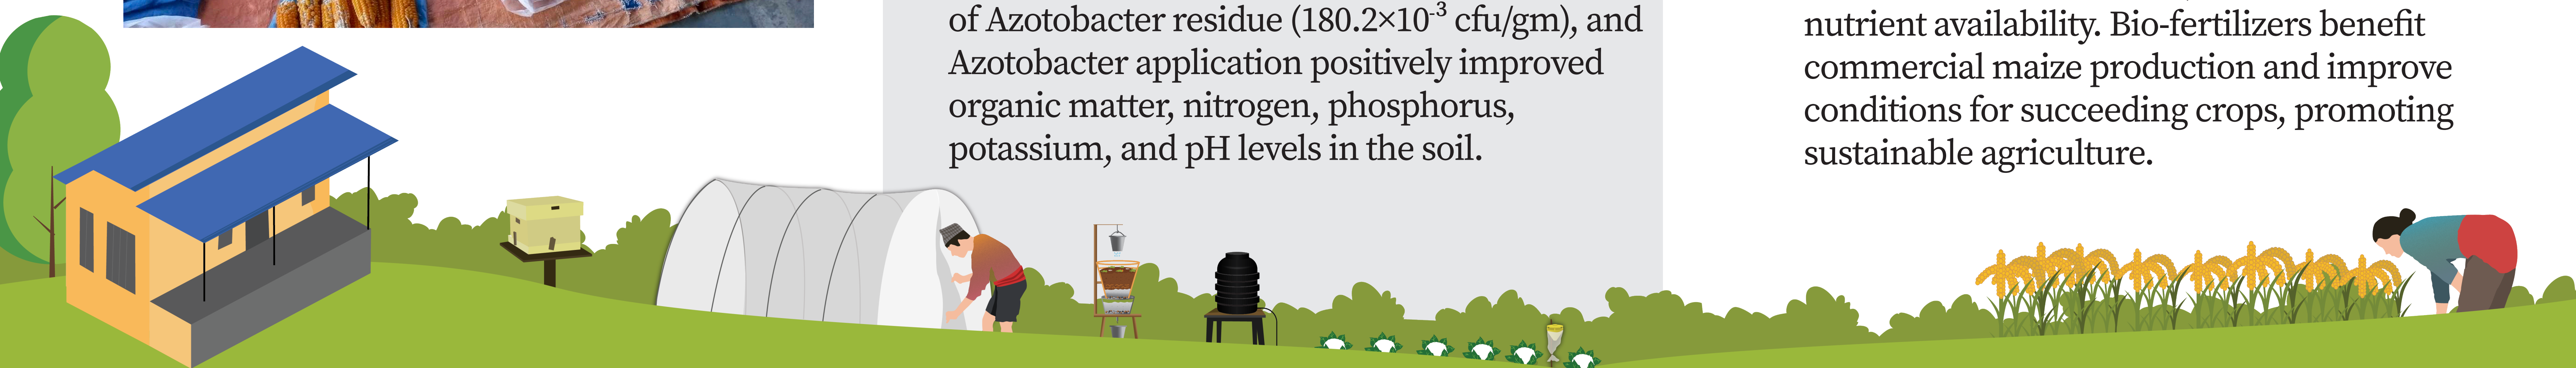 of Azotobacter residue (180.2×10⁻³ cfu/gm), and
Azotobacter application positively improved
organic matter, nitrogen, phosphorus,
potassium, and pH levels in the soil.
nutrient availability. Bio-fertilizers benefit
commercial maize production and improve
conditions for succeeding crops, promoting
sustainable agriculture.